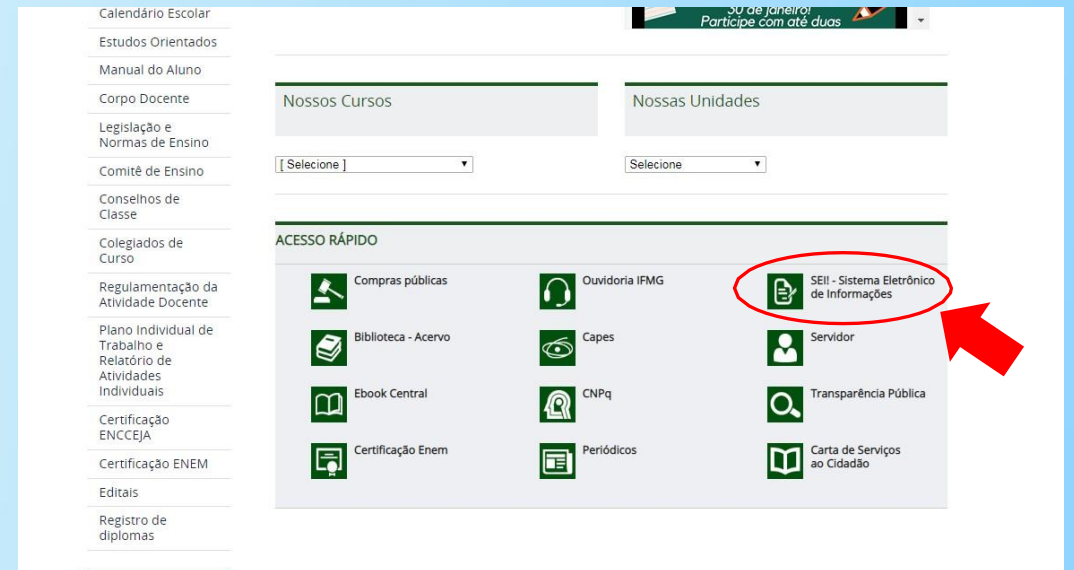 Calendário Escolar
Estudos Orientados
Manual do Aluno
Corpo Docente
Legislação e
Normas de Ensino
Comitê de Ensino
Conselhos de
Classe
Colegiados de
Curso
Regulamentação da
Atividade Docente
Plano Individual de
Trabalho e
Relatório de
Atividades
Individuais
Certificação
ENCCEJA
Certificação ENEM
Editais
Registro de
diplomas
30 de janeiro!
Participe com até duas
Nossos Cursos
Nossas Unidades
[ Selecione ]
Selecione
ACESSO RÁPIDO
Compras públicas
Ouvidoria IFMG
SEI! - Sistema Eletrônico
de Informações
Biblioteca - Acervo
Capes
Servidor
Ebook Central
CNPq
Transparência Pública
Certificação Enem
Periódicos
Carta de Serviços
ao Cidadão